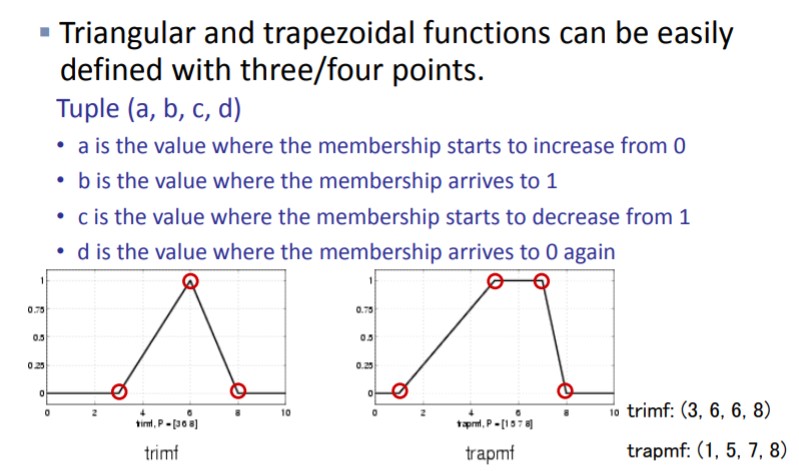 Triangular and trapezoidal functions can be easily
defined with three/four points.
Tuple (a, b, c, d)
• a is the value where the membership starts to increase from 0
• b is the value where the membership arrives to 1
• c is the value where the membership starts to decrease from 1
• d is the value where the membership arrives to 0 again
1
0.75
0.5
0.25
0
0 2 4 6 8 10
trimf, P = [3 6 8]
trimf
1
0.75
0.5
0.25
0
0 2 4 6 8 10
trapmf, P = [1 5 7 8]
trapmf
trimf: (3, 6, 6, 8)
trapmf: (1, 5, 7, 8)